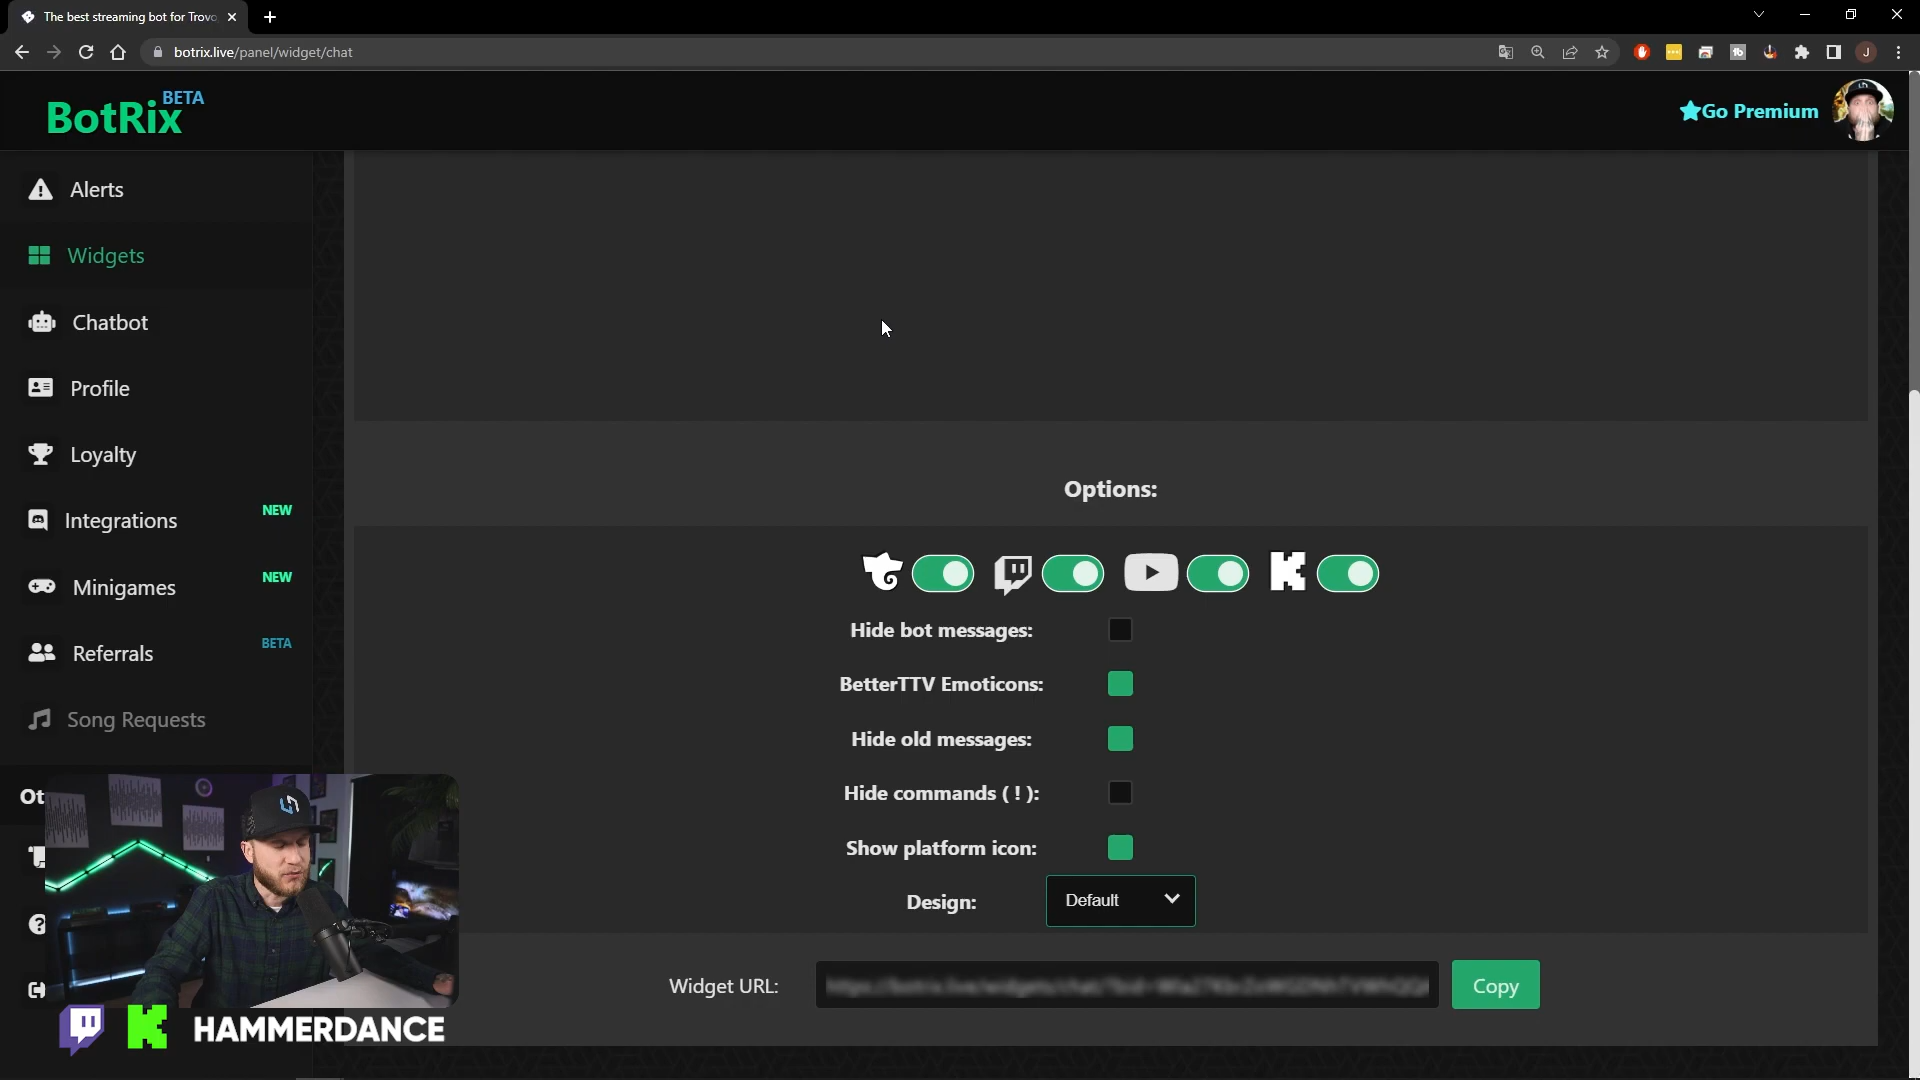 The best streaming bot for Trovo
botrix.live/panel/widget/chat
J
BotRix
BETA
Go Premium
Alerts
Widgets
Chatbot
Profile
Loyalty
Integrations
NEW
Minigames
NEW
Referrals
BETA
Song Requests
Ot
Options:
Hide bot messages:
BetterTTV Emoticons:
Hide old messages:
Hide commands ( ! ):
Show platform icon:
Design:
Default
Widget URL:
Copy
HAMMERDANCE